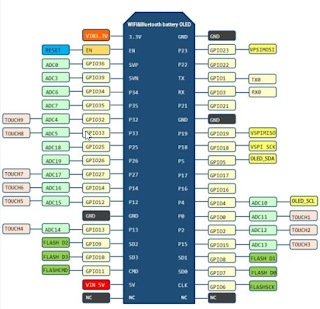 WIFI&Bluetooth battery OLED
VIN3.3V 3.3V GND GND
RESET EN EN P23 GPIO23 VPSIMOSI
ADC0 GPIO36 SVP P22 GPIO22
ADC3 GPIO39 SVN TX GPIO1 TX0
ADC6 GPIO34 P34 RX GPIO3 RX0
ADC7 GPIO35 P35 P21 GPIO21
TOUCH9 ADC4 GPIO32 P32 GND GND
TOUCH8 ADC5 GPIO33 P33 P19 GPIO19 VSPIMISO
ADC18 GPIO25 P25 P18 GPIO18 VSPI SCK
ADC19 GPIO26 P26 P5 GPIO5 OLED_SDA
TOUCH7 ADC17 GPIO27 P27 P17 GPIO17
TOUCH6 ADC16 GPIO14 P14 P16 GPIO16
TOUCH5 ADC15 GPIO12 P12 P4 GPIO4 ADC10 OLED_SCL
GND GND P0 GPIO0 ADC11 TOUCH1
TOUCH4 ADC14 GPIO13 P13 P2 GPIO2 ADC12 TOUCH2
FLASH D2 GPIO9 SD2 P15 GPIO15 ADC13 TOUCH3
FLASH D3 GPIO10 SD3 SD1 GPIO8 FLASH D1
FLASHCMD GPIO11 CMD SD0 GPIO7 FLASH D0
VIN 5V 5V CLK GPIO6 FLASHSCK
NC NC NC NC